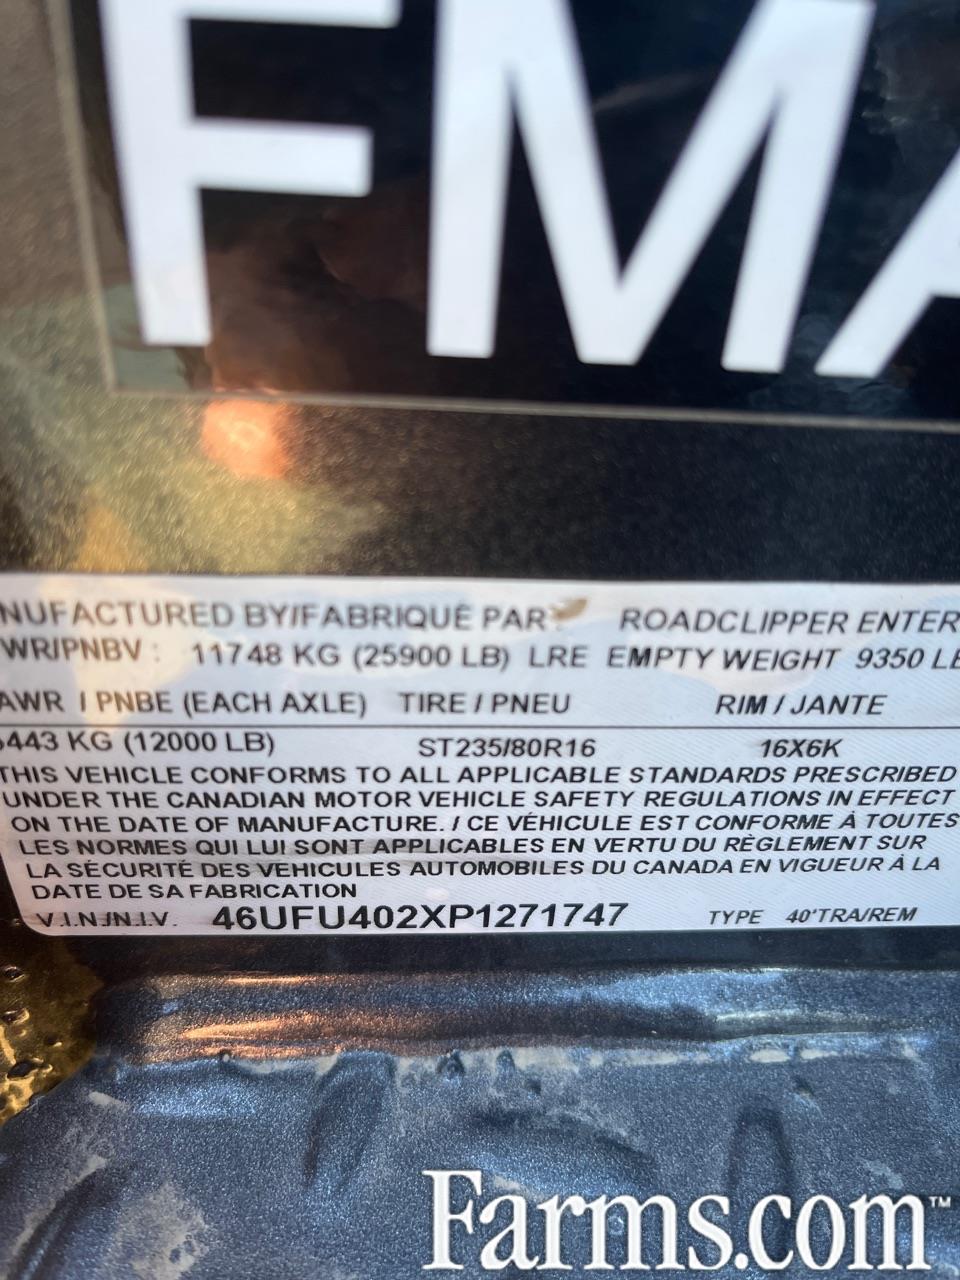 FMA
NUFACTURED BY/FABRIQUÉ PAR: ROADCLIPPER ENTER
WR/PNBV : 11748 KG (25900 LB) LRE EMPTY WEIGHT 9350 LB
AWR / PNBE (EACH AXLE) TIRE / PNEU RIM / JANTE
443 KG (12000 LB) ST235/80R16 16X6K
THIS VEHICLE CONFORMS TO ALL APPLICABLE STANDARDS PRESCRIBED
UNDER THE CANADIAN MOTOR VEHICLE SAFETY REGULATIONS IN EFFECT
ON THE DATE OF MANUFACTURE. / CE VÉHICULE EST CONFORME À TOUTES
LES NORMES QUI LUI SONT APPLICABLES EN VERTU DU RÈGLEMENT SUR
LA SÉCURITÉ DES VÉHICULES AUTOMOBILES DU CANADA EN VIGUEUR À LA
DATE DE SA FABRICATION
V.I.N./N.I.V. 46UFU402XP1271747 TYPE 40'TRA/REM
Farms.com™